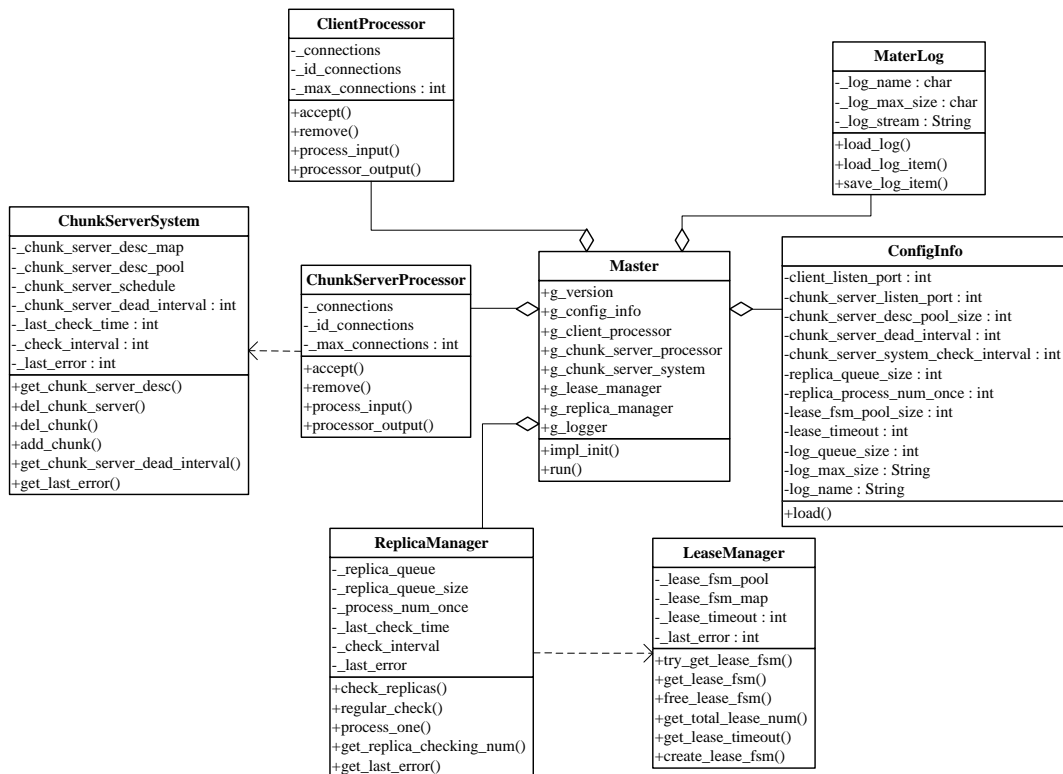 ClientProcessor
-_connections
-_id_connections
-_max_connections : int
+accept()
+remove()
+process_input()
+processor_output()
MaterLog
-_log_name : char
-_log_max_size : char
-_log_stream : String
+load_log()
+load_log_item()
+save_log_item()
ChunkServerSystem
-_chunk_server_desc_map
-_chunk_server_desc_pool
-_chunk_server_schedule
-_chunk_server_dead_interval : int
-_last_check_time : int
-_check_interval : int
-_last_error : int
+get_chunk_server_desc()
+del_chunk_server()
+del_chunk()
+add_chunk()
+get_chunk_server_dead_interval()
+get_last_error()
ChunkServerProcessor
-_connections
-_id_connections
-_max_connections : int
+accept()
+remove()
+process_input()
+processor_output()
Master
+g_version
+g_config_info
+g_client_processor
+g_chunk_server_processor
+g_chunk_server_system
+g_lease_manager
+g_replica_manager
+g_logger
+impl_init()
+run()
ConfigInfo
-client_listen_port : int
-chunk_server_listen_port : int
-chunk_server_desc_pool_size : int
-chunk_server_dead_interval : int
-chunk_server_system_check_interval : int
-replica_queue_size : int
-replica_process_num_once : int
-lease_fsm_pool_size : int
-lease_timeout : int
-log_queue_size : int
-log_max_size : String
-log_name : String
+load()
ReplicaManager
-_replica_queue
-_replica_queue_size
-_process_num_once
-_last_check_time
-_check_interval
-_last_error
+check_replicas()
+regular_check()
+process_one()
+get_replica_checking_num()
+get_last_error()
LeaseManager
-_lease_fsm_pool
-_lease_fsm_map
-_lease_timeout : int
-_last_error : int
+try_get_lease_fsm()
+get_lease_fsm()
+free_lease_fsm()
+get_total_lease_num()
+get_lease_timeout()
+create_lease_fsm()